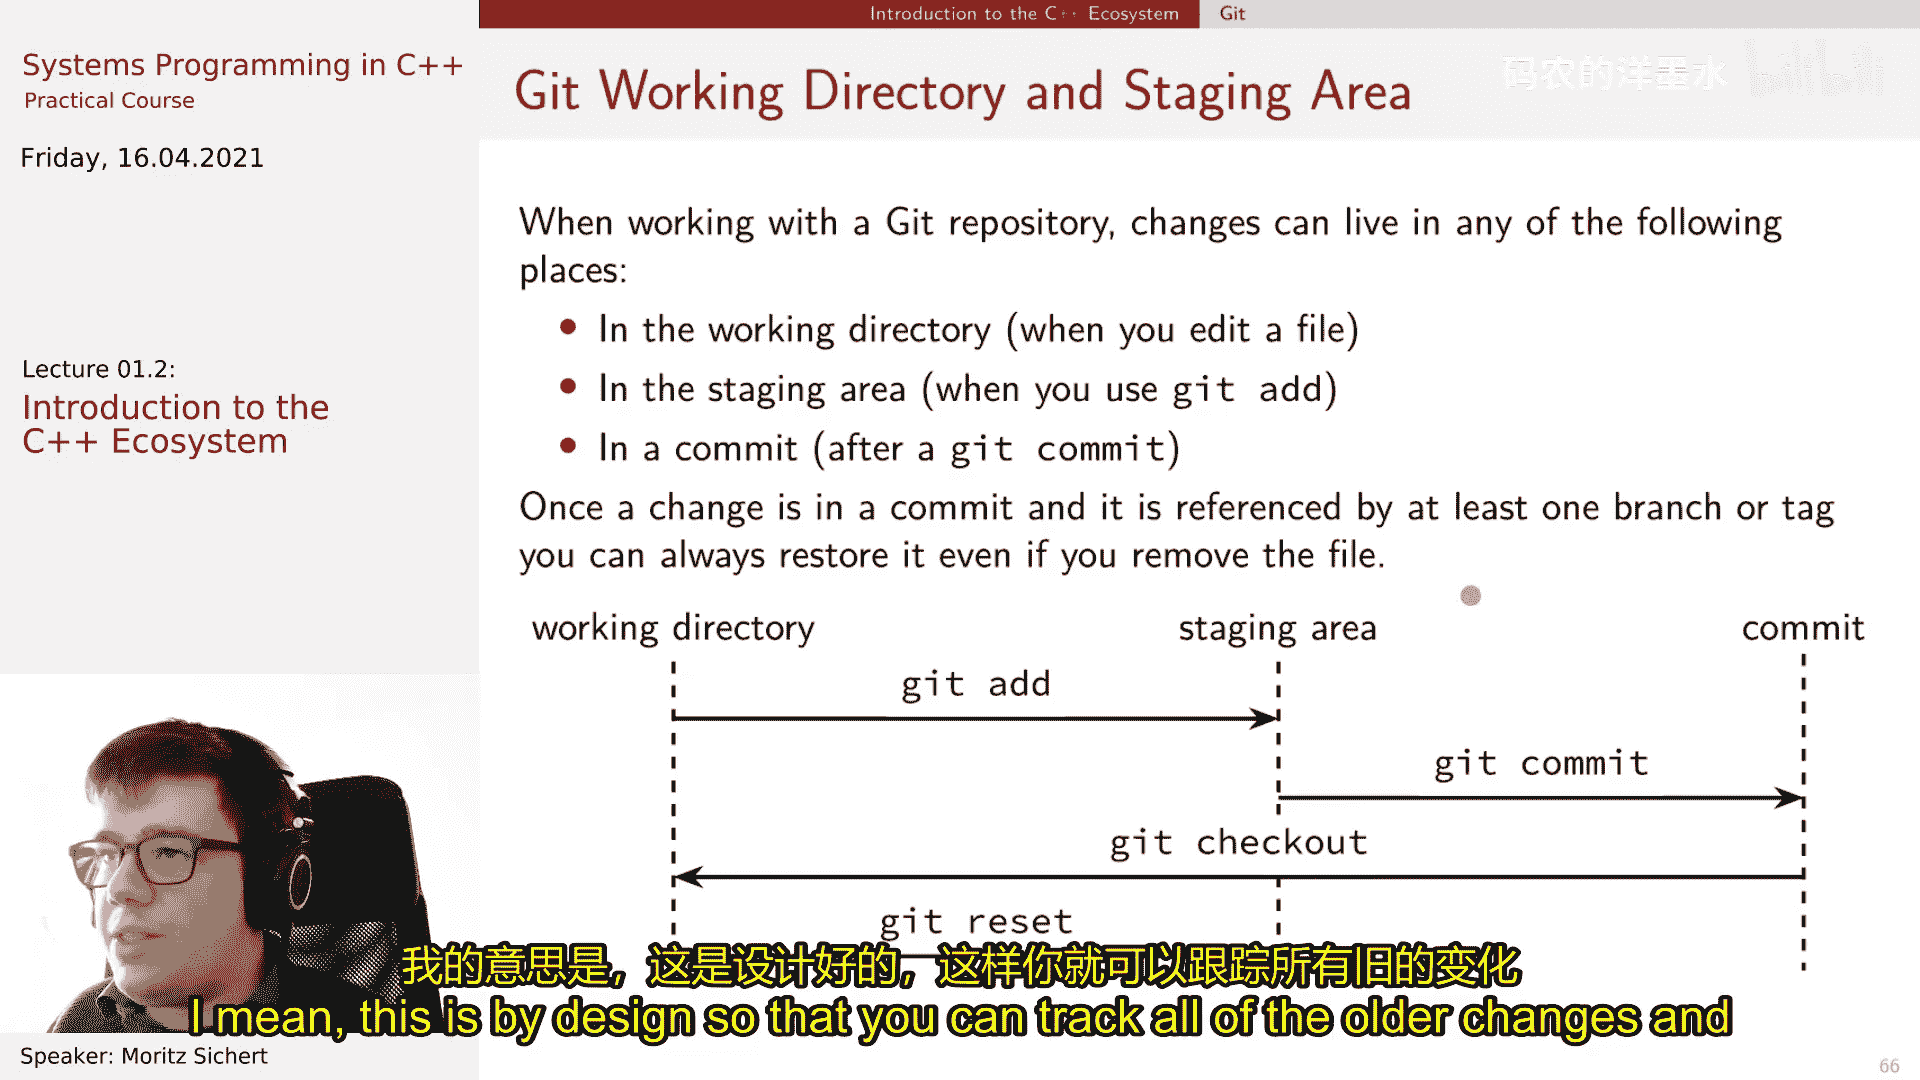 Introduction to the C++ Ecosystem Git
Systems Programming in C++
Practical Course
Friday, 16.04.2021
Lecture 01.2:
Introduction to the
C++ Ecosystem
Git Working Directory and Staging Area
码农的洋墨水 bilibili
When working with a Git repository, changes can live in any of the following
places:
• In the working directory (when you edit a file)
• In the staging area (when you use git add)
• In a commit (after a git commit)
Once a change is in a commit and it is referenced by at least one branch or tag
you can always restore it even if you remove the file.
working directory staging area commit
git add
git commit
git checkout
git reset
我的意思是，这是设计好的，这样你就可以跟踪所有旧的变化
I mean, this is by design so that you can track all of the older changes and
Speaker: Moritz Sichert
66